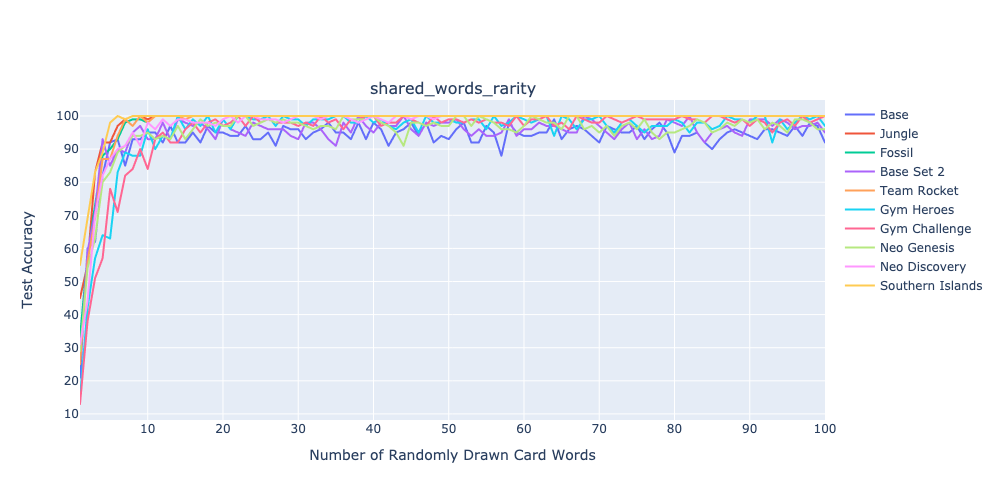 shared_words_rarity
100
90
80
70
60
50
40
30
20
10
Test Accuracy
10 20 30 40 50 60 70 80 90 100
Number of Randomly Drawn Card Words
Base
Jungle
Fossil
Base Set 2
Team Rocket
Gym Heroes
Gym Challenge
Neo Genesis
Neo Discovery
Southern Islands